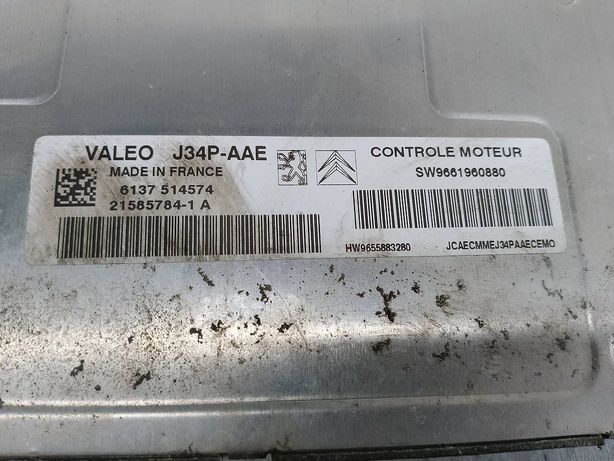 VALEO J34P-AAE
MADE IN FRANCE
6137 514574
21585784-1 A
CONTROLE MOTEUR
SW9661960880
HW9655883280
JCAECMMEJ34PAAECEMO